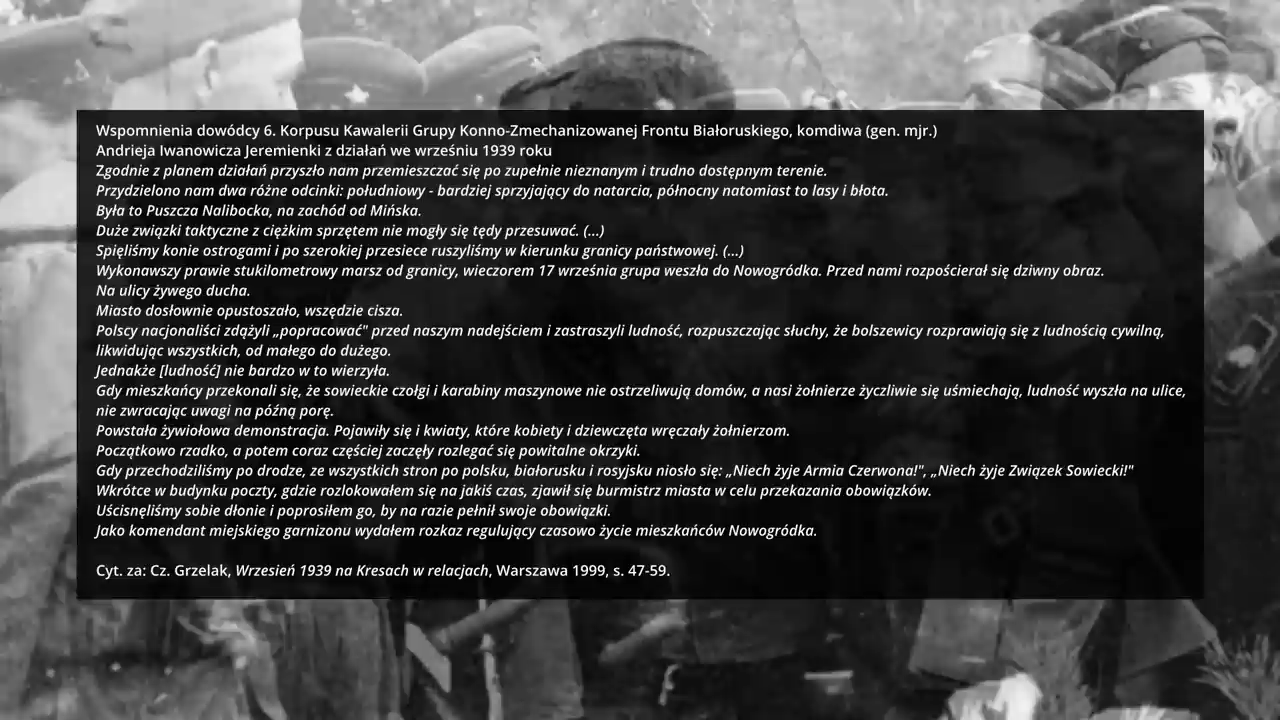 Wspomnienia dowódcy 6. Korpusu Kawalerii Grupy Konno-Zmechanizowanej Frontu Białoruskiego, komdiwa (gen. mjr.)
Andrieja Iwanowicza Jeremienki z działań we wrześniu 1939 roku
Zgodnie z planem działań przyszło nam przemieszczać się po zupełnie nieznanym i trudno dostępnym terenie.
Przydzielono nam dwa różne odcinki: południowy - bardziej sprzyjający do natarcia, północny natomiast to lasy i błota.
Była to Puszcza Nalibocka, na zachód od Mińska.
Duże związki taktyczne z ciężkim sprzętem nie mogły się tędy przesuwać. (...)
Spięliśmy konie ostrogami i po szerokiej przesiece ruszyliśmy w kierunku granicy państwowej. (...)
Wykonawszy prawie stukilometrowy marsz od granicy, wieczorem 17 września grupa weszła do Nowogródka. Przed nami rozpościerał się dziwny obraz.
Na ulicy żywego ducha.
Miasto dosłownie opustoszało, wszędzie cisza.
Polscy nacjonaliści zdążyli „popracować" przed naszym nadejściem i zastraszyli ludność, rozpuszczając słuchy, że bolszewicy rozprawiają się z ludnością cywilną,
likwidując wszystkich, od małego do dużego.
Jednakże [ludność] nie bardzo w to wierzyła.
Gdy mieszkańcy przekonali się, że sowieckie czołgi i karabiny maszynowe nie ostrzeliwują domów, a nasi żołnierze życzliwie się uśmiechają, ludność wyszła na ulice,
nie zwracając uwagi na późną porę.
Powstała żywiołowa demonstracja. Pojawiły się i kwiaty, które kobiety i dziewczęta wręczały żołnierzom.
Początkowo rzadko, a potem coraz częściej zaczęły rozlegać się powitalne okrzyki.
Gdy przechodziliśmy po drodze, ze wszystkich stron po polsku, białorusku i rosyjsku niosło się: „Niech żyje Armia Czerwona!", „Niech żyje Związek Sowiecki!"
Wkrótce w budynku poczty, gdzie rozlokowałem się na jakiś czas, zjawił się burmistrz miasta w celu przekazania obowiązków.
Uścisnęliśmy sobie dłonie i poprosiłem go, by na razie pełnił swoje obowiązki.
Jako komendant miejskiego garnizonu wydałem rozkaz regulujący czasowo życie mieszkańców Nowogródka.
Cyt. za: Cz. Grzelak, Wrzesień 1939 na Kresach w relacjach, Warszawa 1999, s. 47-59.